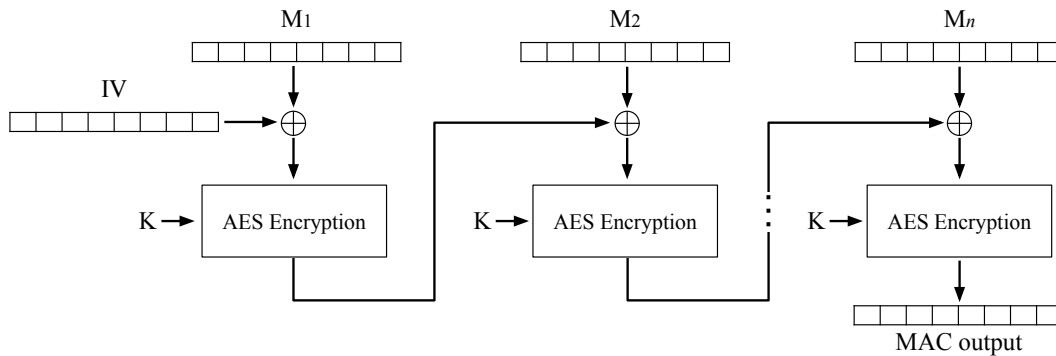 M1
M2
Mn
IV
K
AES Encryption
K
AES Encryption
K
AES Encryption
MAC output